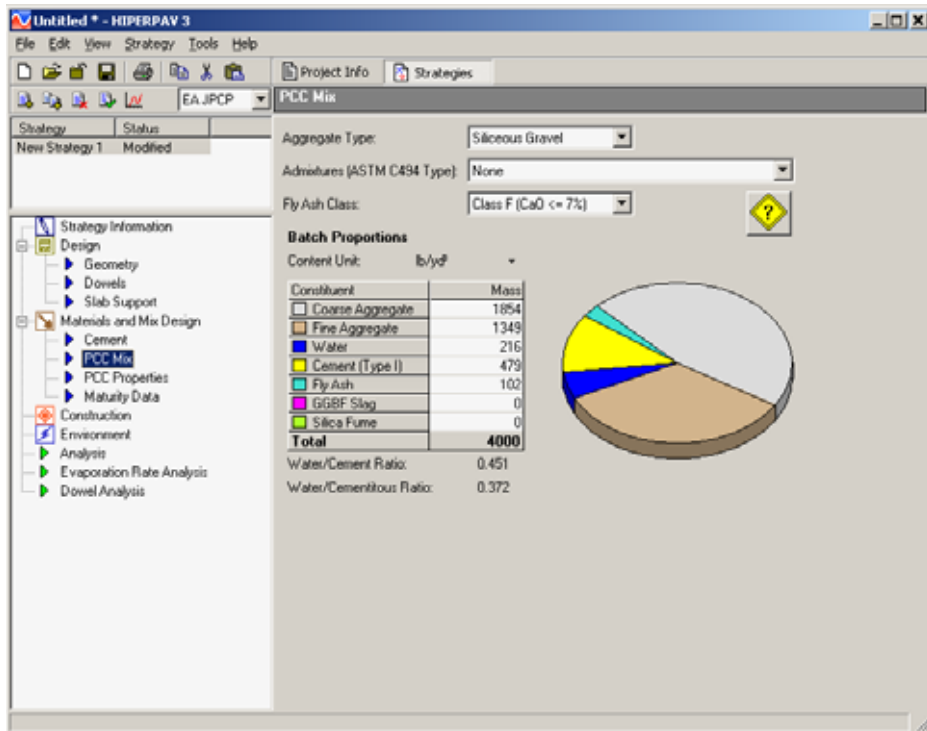 Untitled * - HIPERPAV 3
File Edit View Strategy Tools Help
Project Info Strategies
EA JPCP
PCC Mix
Strategy Status
New Strategy 1 Modified
Strategy Information
Design
Geometry
Dowels
Slab Support
Materials and Mix Design
Cement
PCC Mix
PCC Properties
Maturity Data
Construction
Environment
Analysis
Evaporation Rate Analysis
Dowel Analysis
Aggregate Type: Siliceous Gravel
Admixtures (ASTM C494 Type): None
Fly Ash Class: Class F (CaO <= 7%)
?
Batch Proportions
Content Unit: lb/yd³
Constituent Mass
Coarse Aggregate 1854
Fine Aggregate 1349
Water 216
Cement (Type I) 479
Fly Ash 102
GGBF Slag 0
Silica Fume 0
Total 4000
Water/Cement Ratio: 0.451
Water/Cementitous Ratio: 0.372